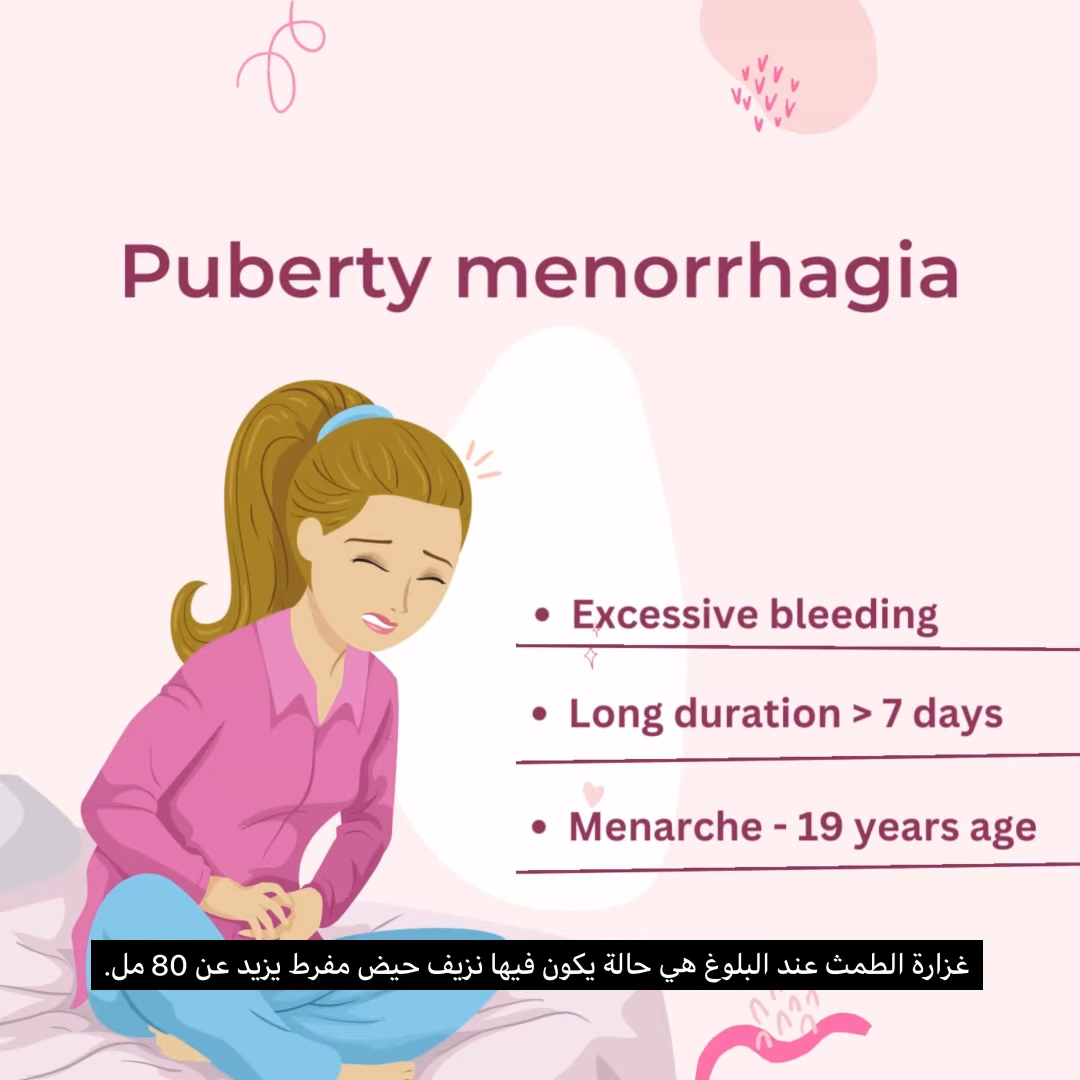 Puberty menorrhagia
• Excessive bleeding
• Long duration > 7 days
• Menarche - 19 years age
غزارة الطمث عند البلوغ هي حالة يكون فيها نزيف حيض مفرط يزيد عن 80 مل.